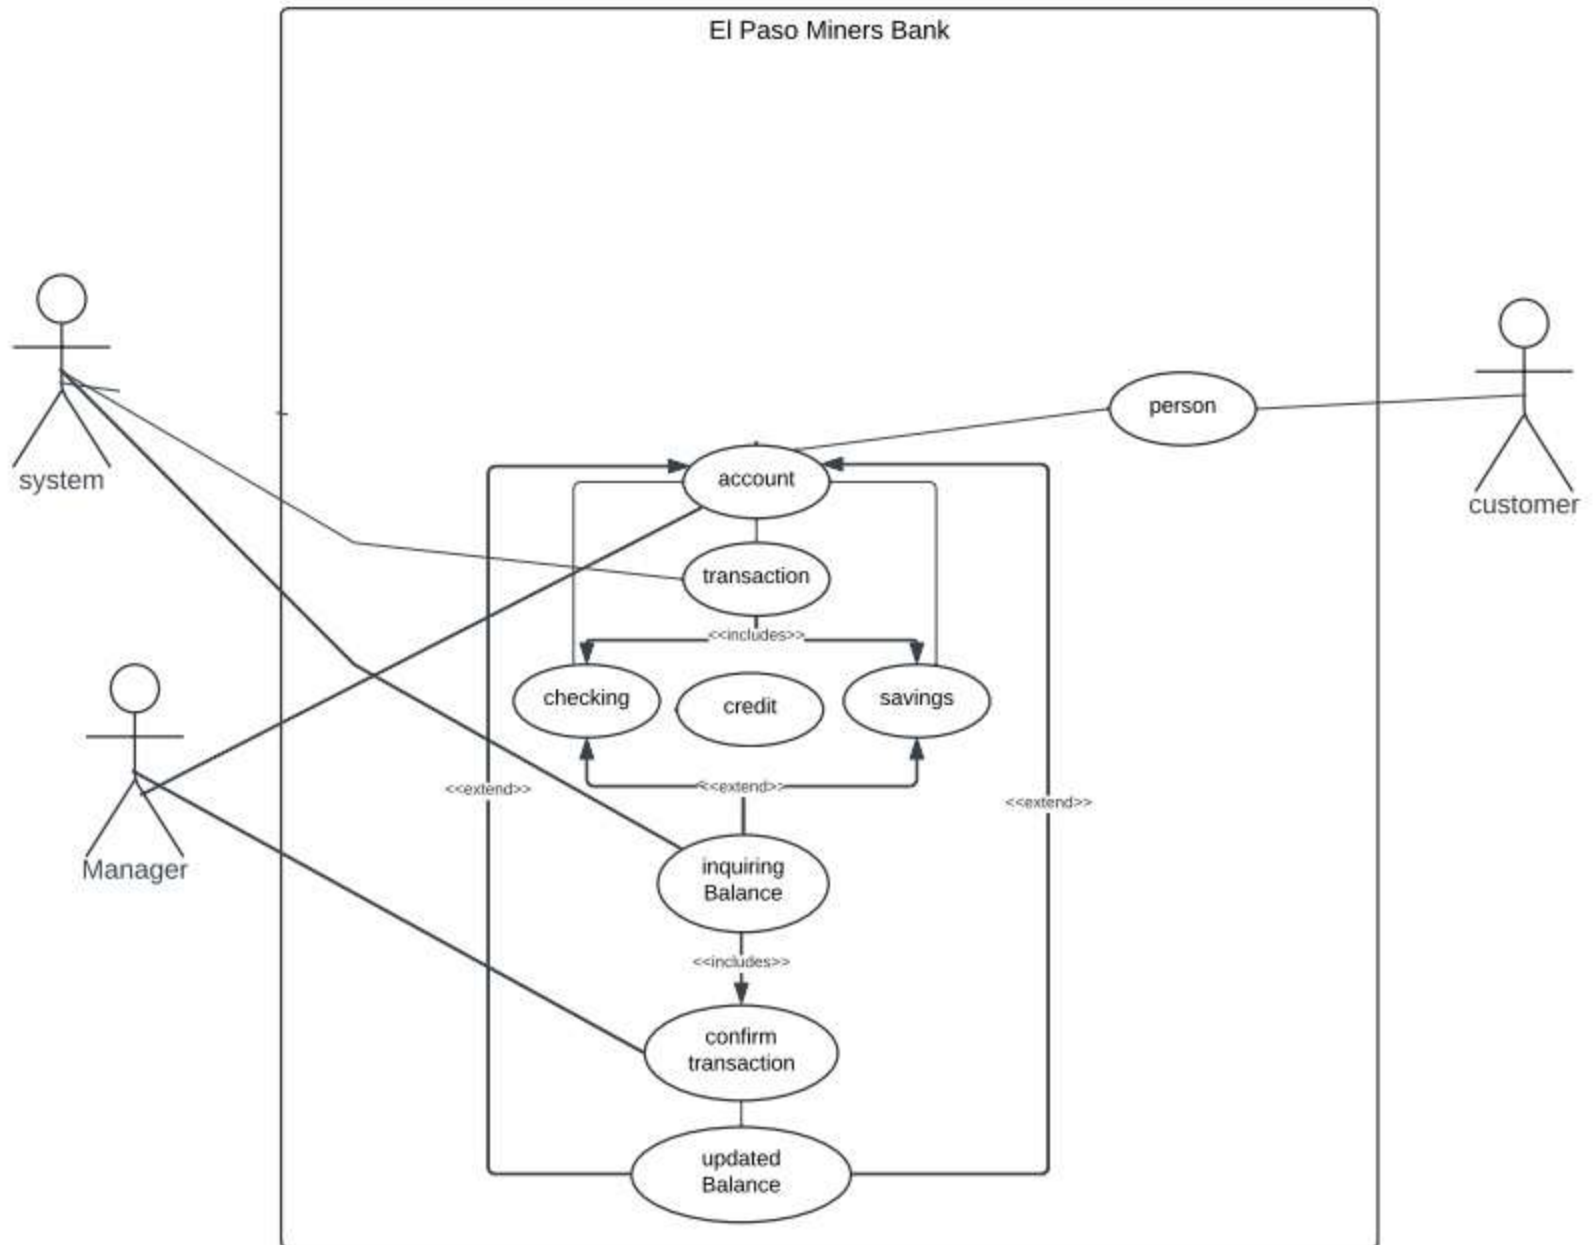 El Paso Miners Bank
system
customer
person
account
transaction
<<includes>>
checking
credit
savings
<<extend>>
<<extend>>
<<extend>>
Manager
inquiring
Balance
<<includes>>
confirm
transaction
updated
Balance